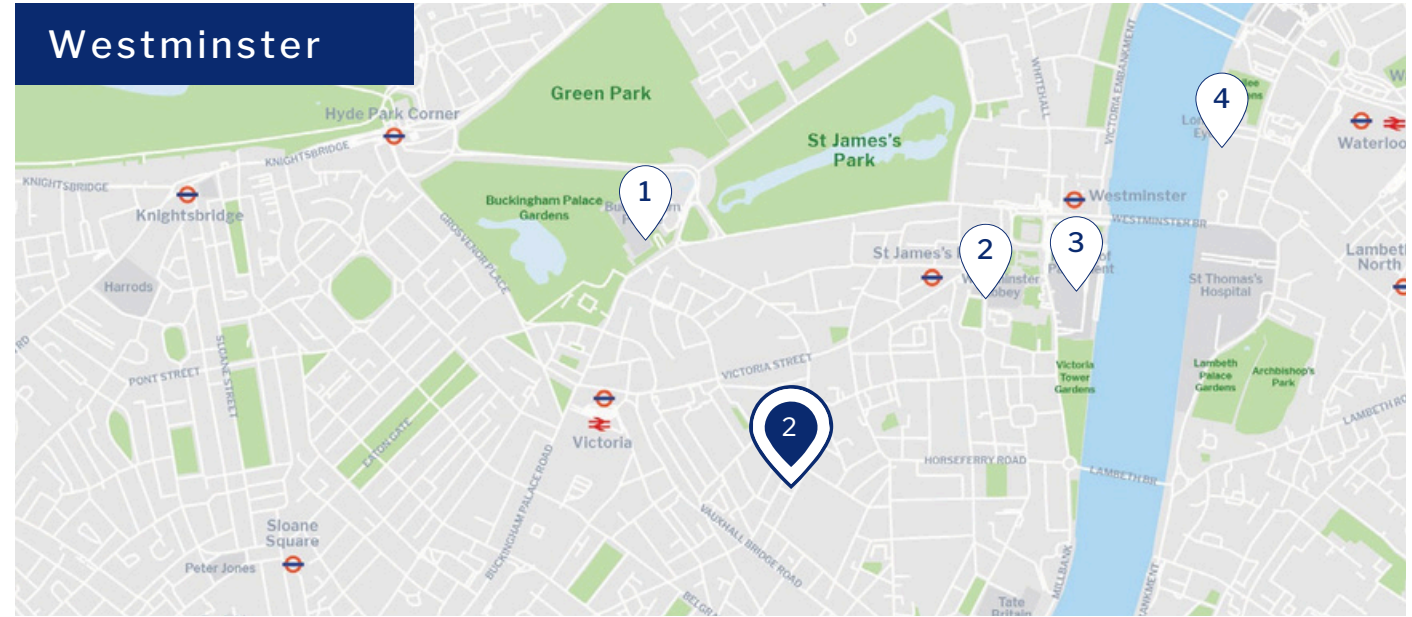 Westminster
Green Park
Hyde Park Corner
KNIGHTSBRIDGE
KNIGHTSBRIDGE
Knightsbridge
St James's
Park
Buckingham Palace
Gardens
1
WHITEHALL
VICTORIA EMBANKMENT
4
Waterloo
Westminster
WESTMINSTER BR
GROSVENOR PLACE
St James's
2
3
St Thomas's
Hospital
Lambeth
North
Harrods
PONT STREET
SLOANE STREET
VICTORIA STREET
Victoria
Tower
Gardens
Lambeth
Palace
Gardens
Archbishop's
Park
EATON GATE
Victoria
2
HORSEFERRY ROAD
LAMBETH BR
BUCKINGHAM PALACE ROAD
VAUXHALL BRIDGE ROAD
Sloane
Square
Peter Jones
MILLBANK
Tate
Britain